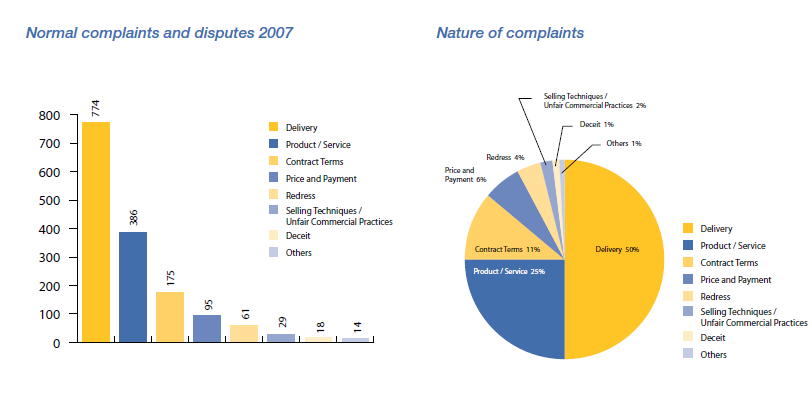 Normal complaints and disputes 2007
800
700
600
500
400
300
200
100
0
774
386
175
95
61
29
18
14
Delivery
Product / Service
Contract Terms
Price and Payment
Redress
Selling Techniques /
Unfair Commercial Practices
Deceit
Others
Nature of complaints
Selling Techniques /
Unfair Commercial Practices 2%
Deceit 1%
Others 1%
Redress 4%
Price and
Payment 6%
Contract Terms 11%
Delivery 50%
Product / Service 25%
Delivery
Product / Service
Contract Terms
Price and Payment
Redress
Selling Techniques /
Unfair Commercial Practices
Deceit
Others